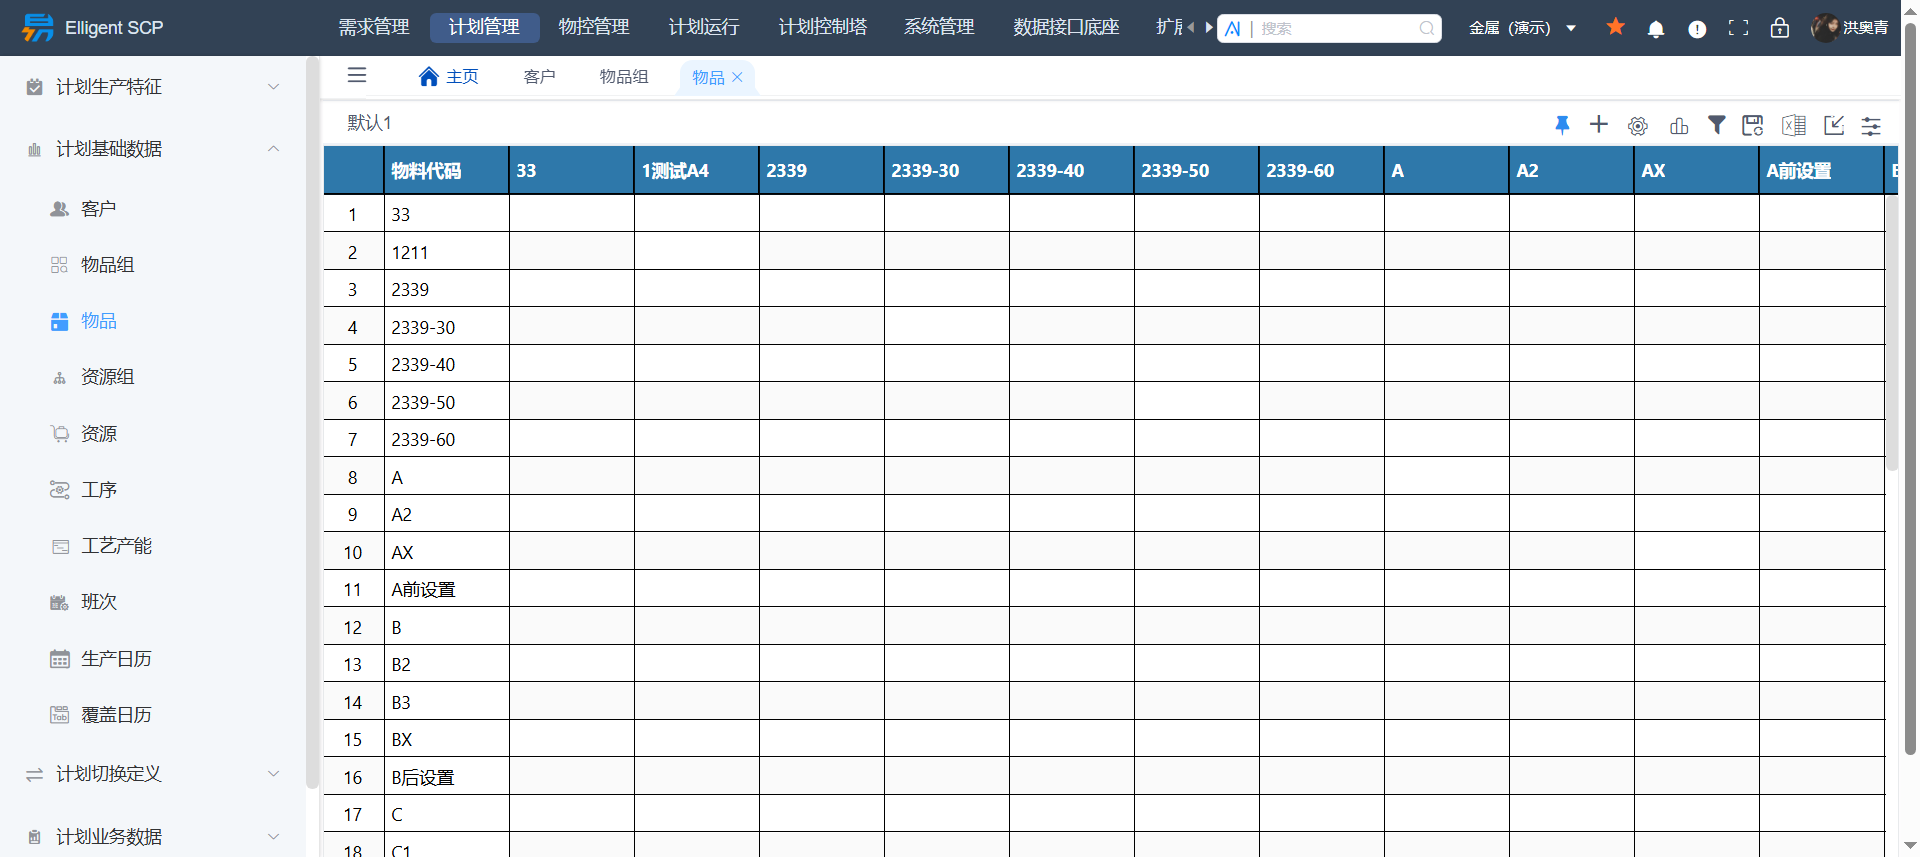 Elligent SCP 需求管理 计划管理 物控管理 计划运行 计划控制塔 系统管理 数据接口底座 AI | 搜索 金属（演示） 洪奥青
主页 客户 物品组 物品
默认1
计划生产特征
计划基础数据
客户
物品组
物品
资源组
资源
工序
工艺产能
班次
生产日历
覆盖日历
计划切换定义
计划业务数据
物料代码 33 1测试A4 2339 2339-30 2339-40 2339-50 2339-60 A A2 AX A前设置
1 33
2 1211
3 2339
4 2339-30
5 2339-40
6 2339-50
7 2339-60
8 A
9 A2
10 AX
11 A前设置
12 B
13 B2
14 B3
15 BX
16 B后设置
17 C
18 C1